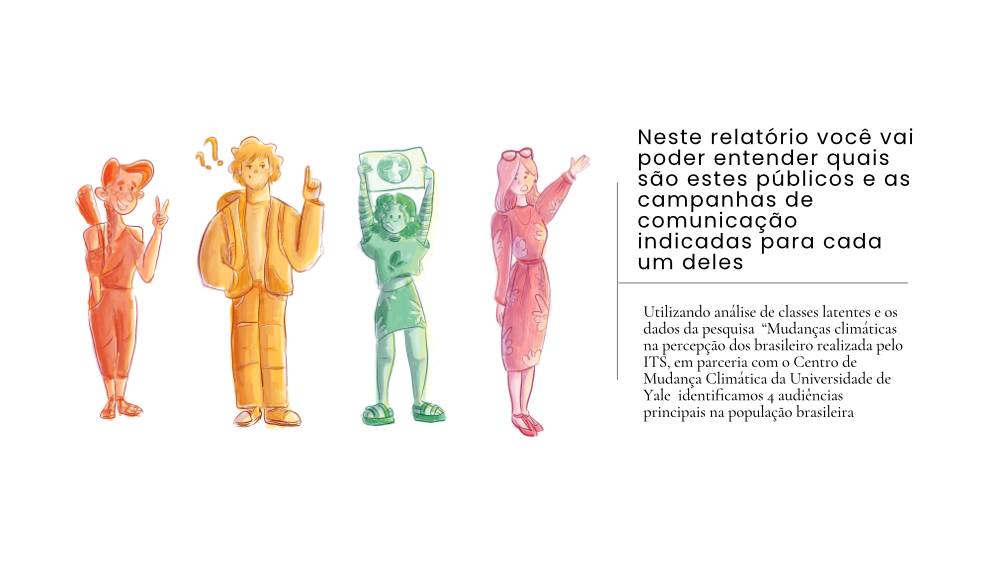 Neste relatório você vai
poder entender quais
são estes públicos e as
campanhas de
comunicação
indicadas para cada
um deles
Utilizando análise de classes latentes e os
dados da pesquisa “Mudanças climáticas
na percepção dos brasileiro realizada pelo
ITS, em parceria com o Centro de
Mudança Climática da Universidade de
Yale identificamos 4 audiências
principais na população brasileira